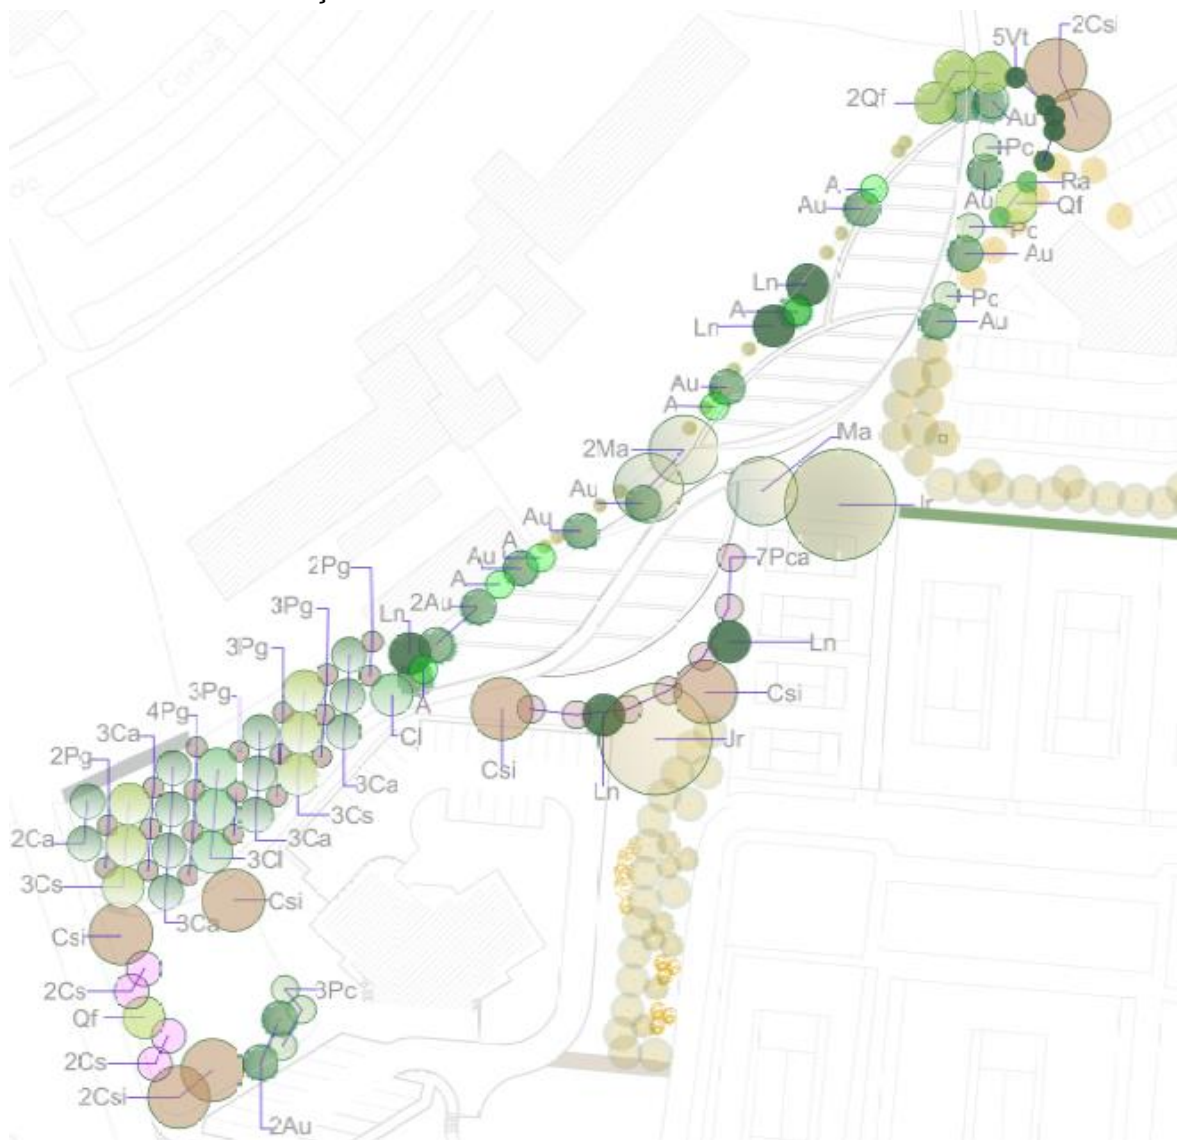 2Csi
5Vt
2Qf
Au
Pc
A
Au
Ra
Au
Qf
Pc
Au
Ln
A
Ln
Pc
Au
Au
A
2Ma
Ma
Au
Jr
Au
A
Au
A
7Pca
2Pg
2Au
3Pg
Ln
Ln
3Pg
3Pg
Csi
A
4Pg
Cl
3Ca
Jr
2Pg
Csi
3Ca
Ln
3Cs
2Ca
3Ca
3Cl
3Cs
Csi
3Ca
Csi
2Cs
3Pc
Qf
2Cs
2Csi
2Au